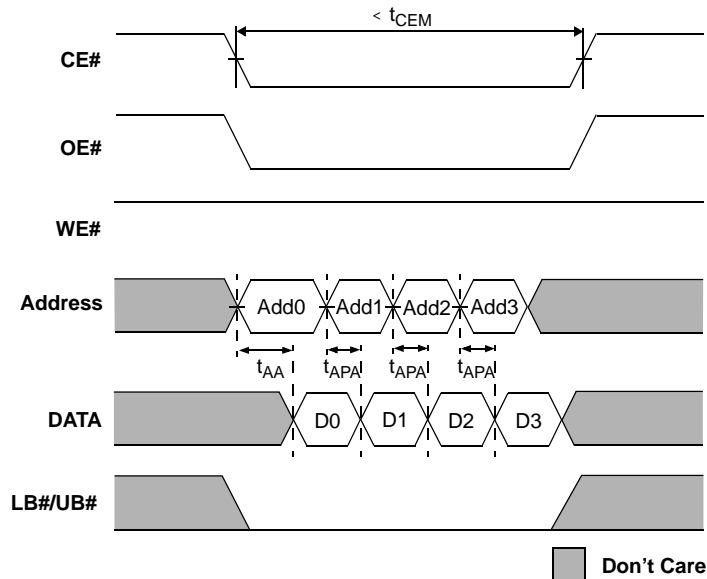 < tCEM
CE#
OE#
WE#
Address
Add0 Add1 Add2 Add3
tAA tAPA tAPA tAPA
DATA
D0 D1 D2 D3
LB#/UB#
Don't Care